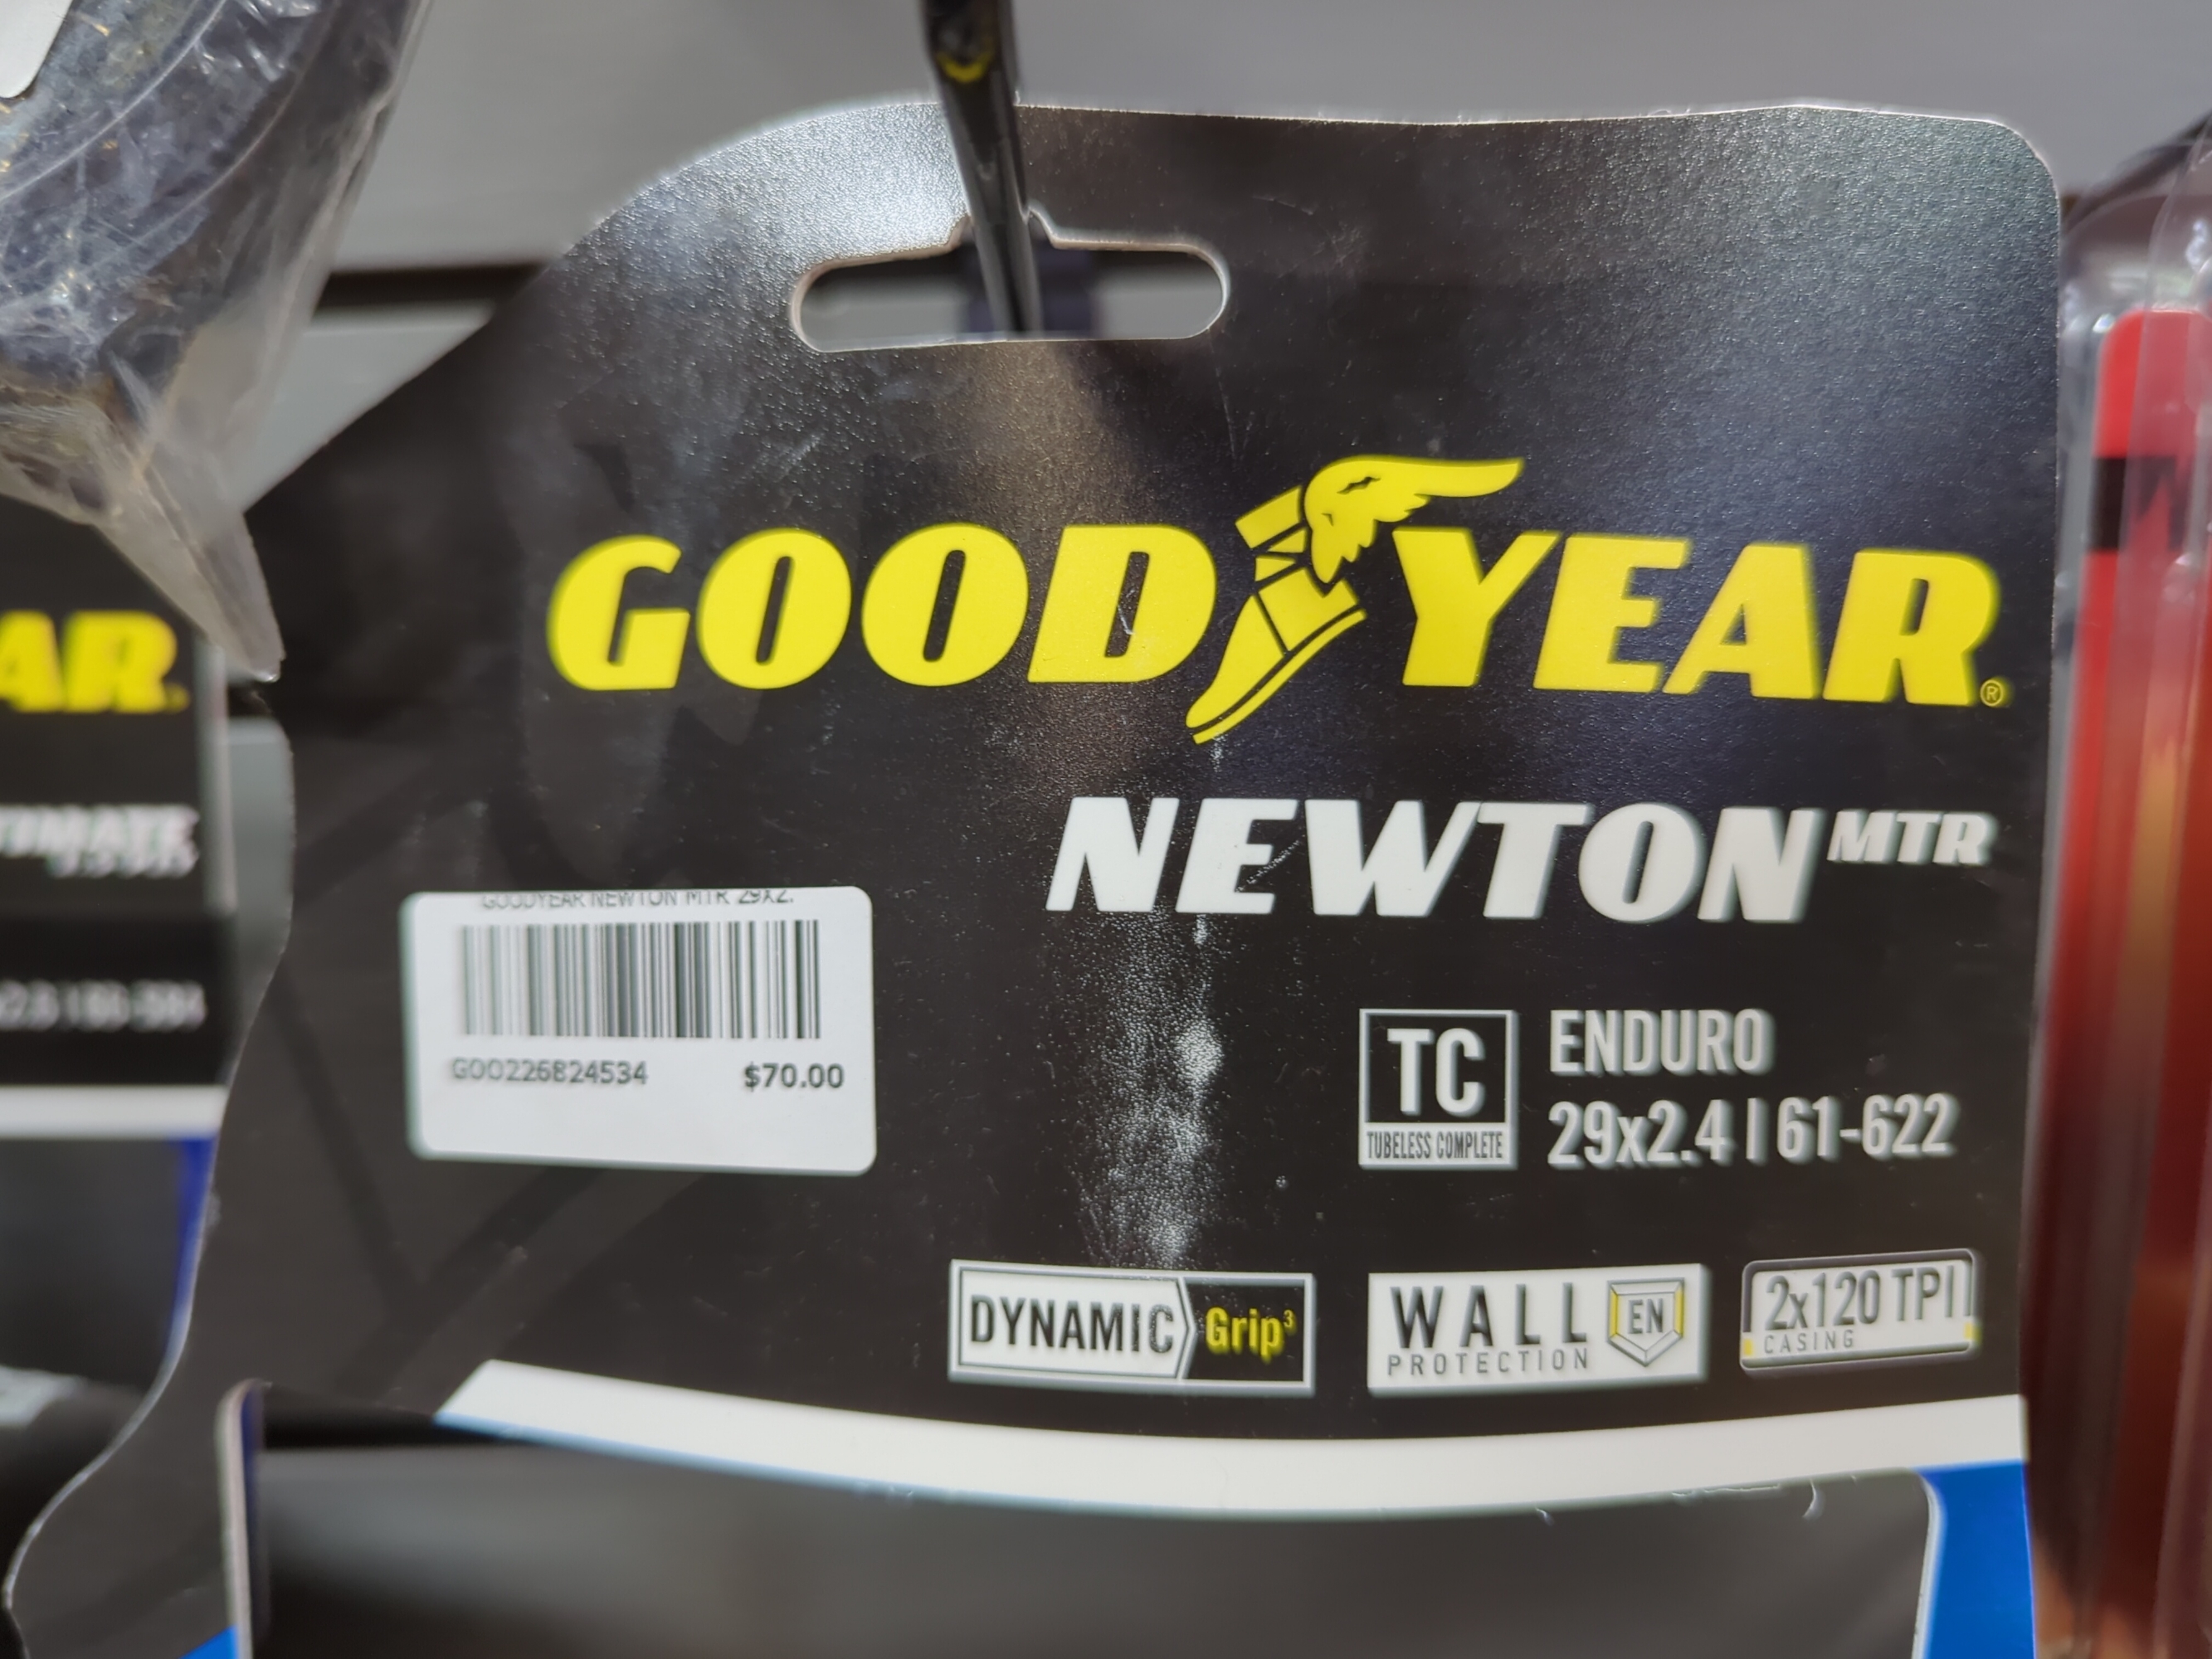 GOODYEAR®
NEWTON MTR
GOODYEAR NEWTON MTR 29X2.
GOO226824534 $70.00
TC
TUBELESS COMPLETE
ENDURO
29x2.4 | 61-622
DYNAMIC Grip³
WALL EN
PROTECTION
2x120 TPI
CASING
AR